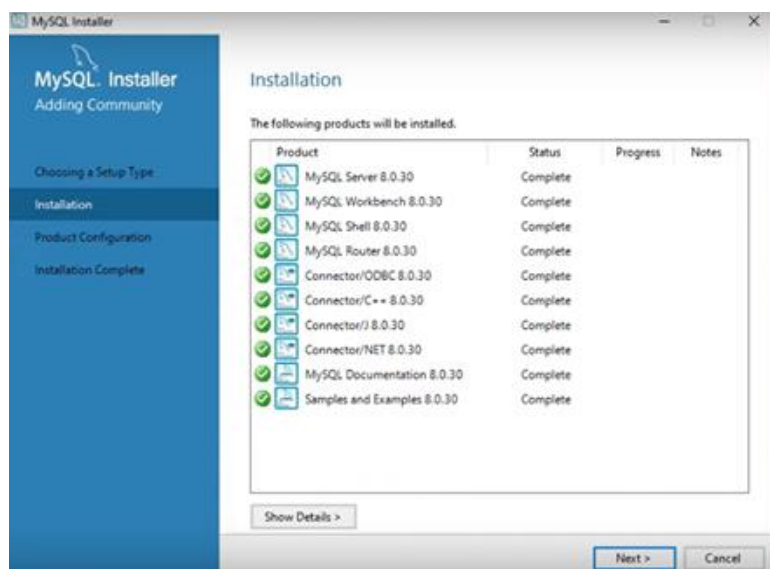 MySQL Installer
MySQL. Installer
Adding Community
Choosing a Setup Type
Installation
Product Configuration
Installation Complete
Installation
The following products will be installed.
Product Status Progress Notes
MySQL Server 8.0.30 Complete
MySQL Workbench 8.0.30 Complete
MySQL Shell 8.0.30 Complete
MySQL Router 8.0.30 Complete
Connector/ODBC 8.0.30 Complete
Connector/C++ 8.0.30 Complete
Connector/J 8.0.30 Complete
Connector/NET 8.0.30 Complete
MySQL Documentation 8.0.30 Complete
Samples and Examples 8.0.30 Complete
Show Details >
Next > Cancel